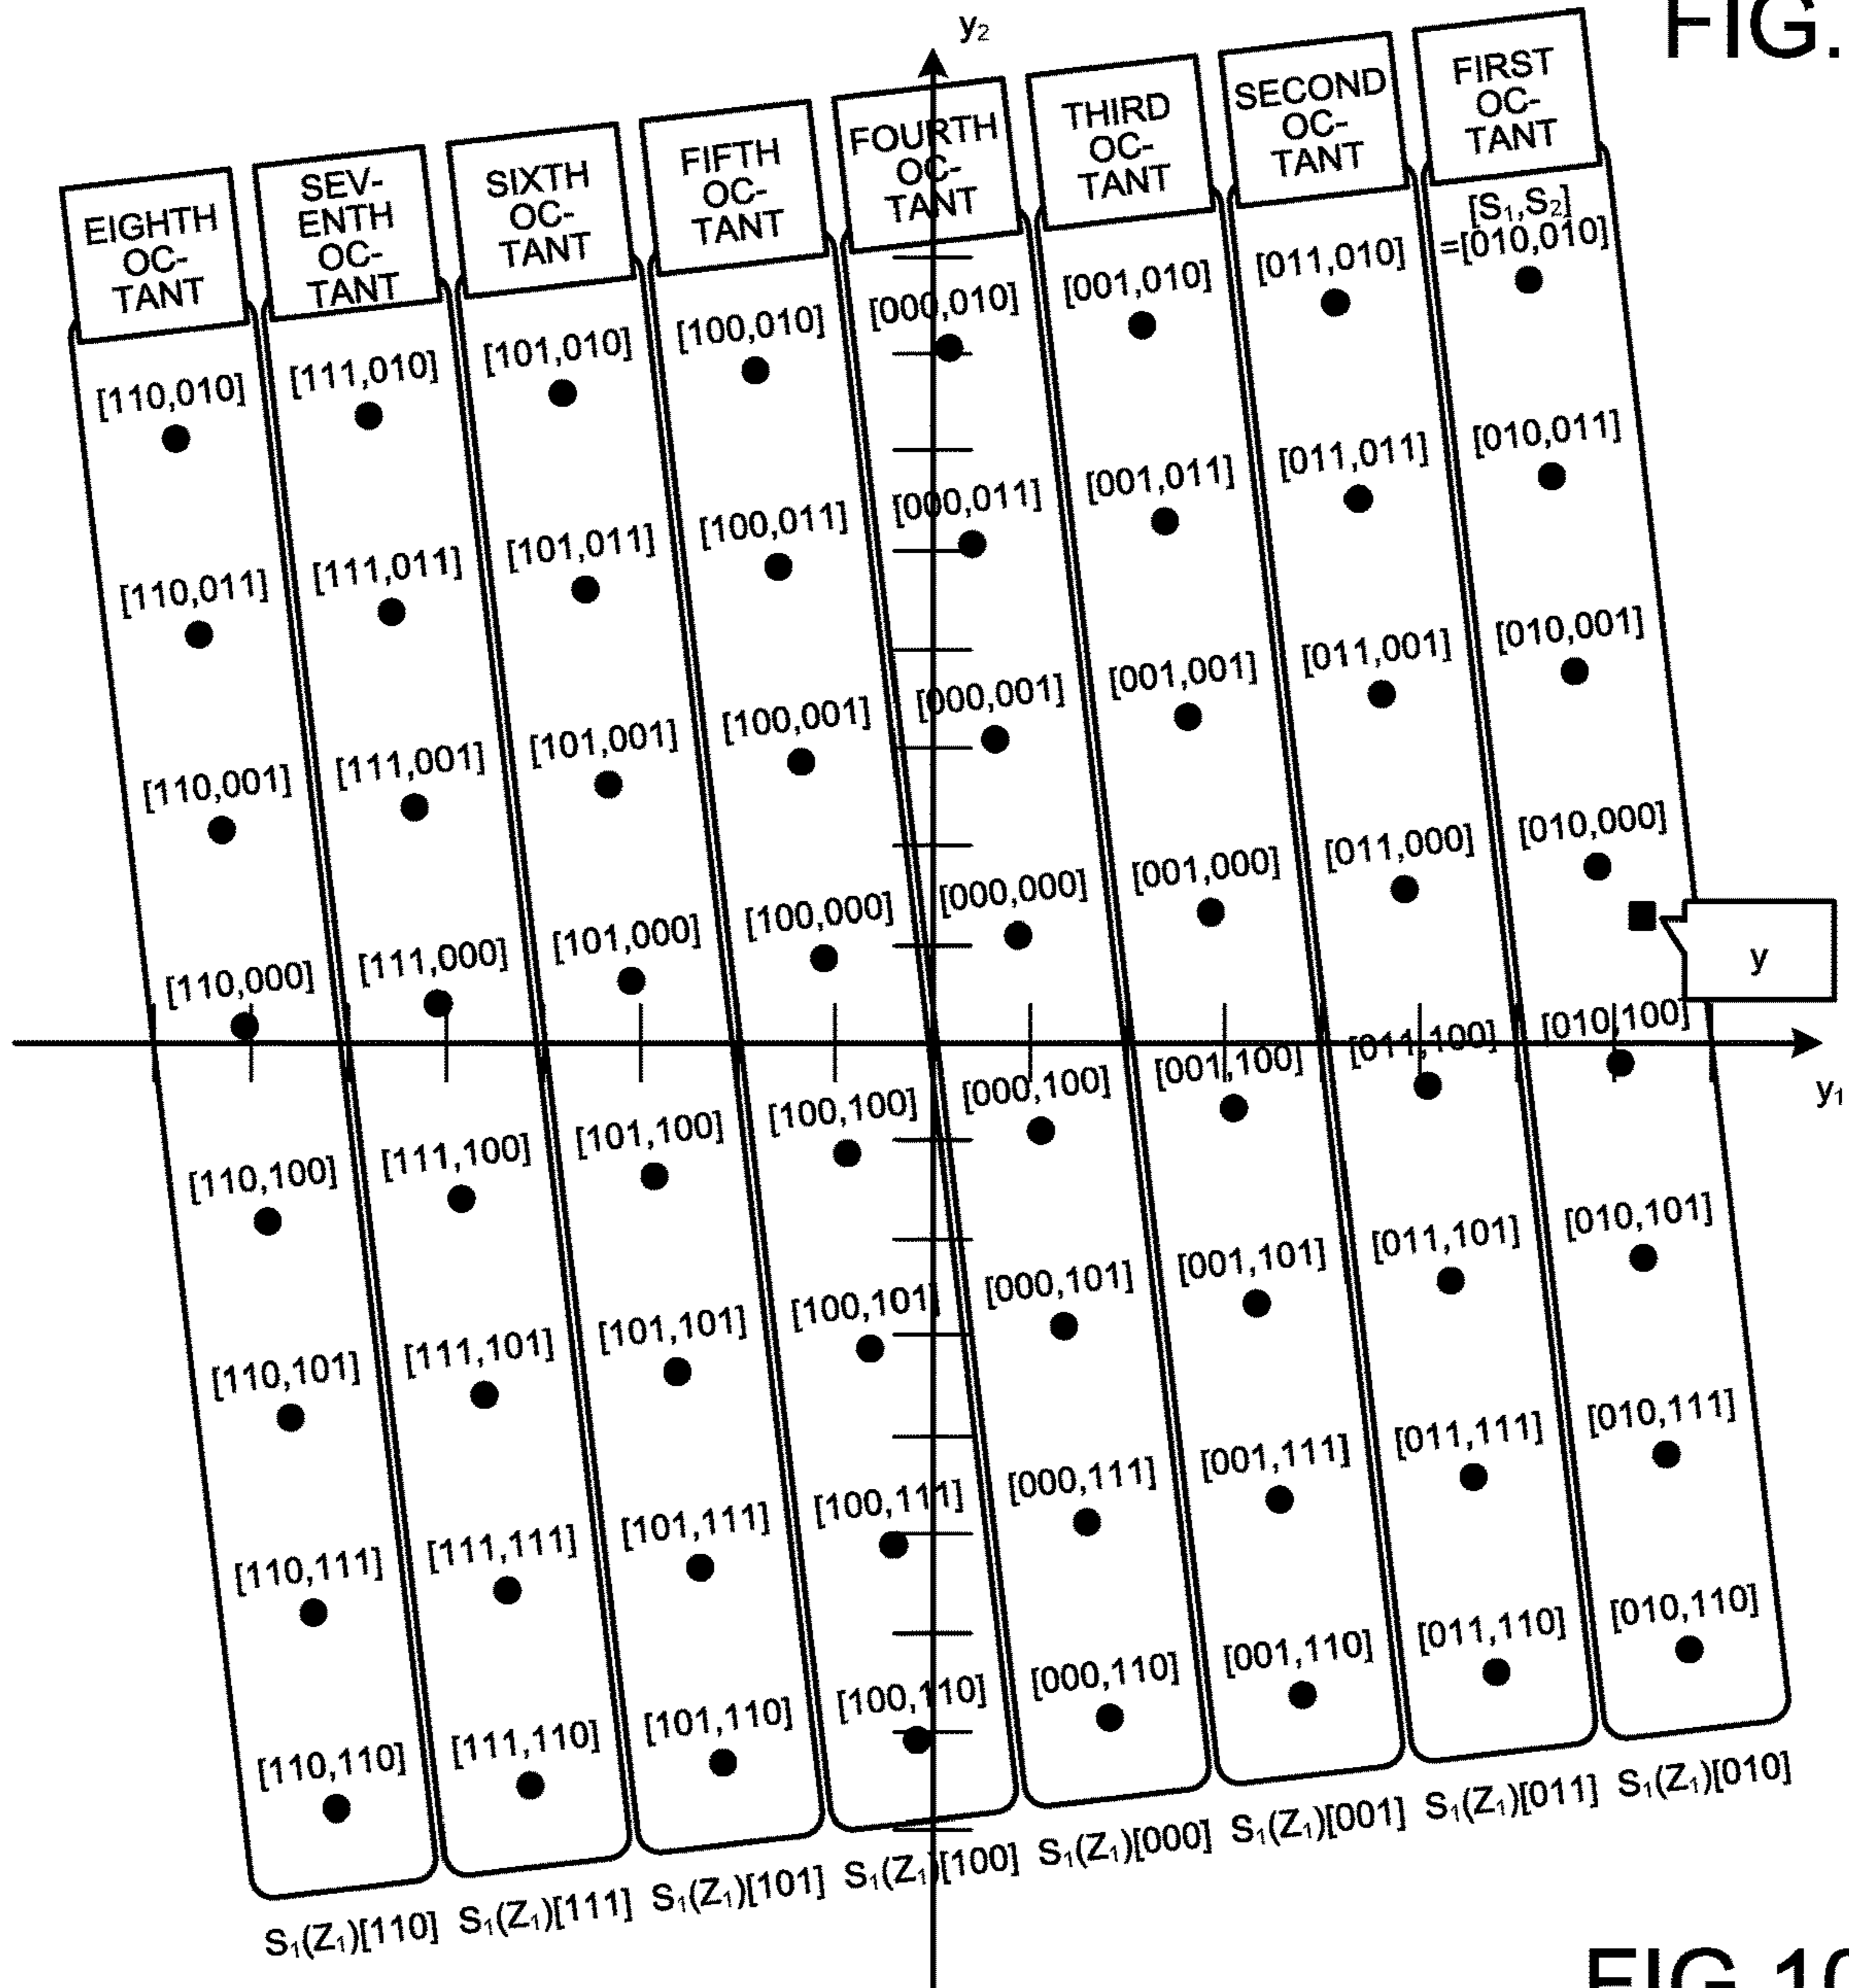 FIG.
y₂
FIRST
OC-
TANT
SECOND
OC-
TANT
THIRD
OC-
TANT
FOURTH
OC-
TANT
FIFTH
OC-
TANT
SIXTH
OC-
TANT
SEV-
ENTH
OC-
TANT
EIGHTH
OC-
TANT
[S₁,S₂]
=[010,010]
[011,010]
[001,010]
[000,010]
[100,010]
[101,010]
[111,010]
[110,010]
[010,011]
[011,011]
[001,011]
[000,011]
[100,011]
[101,011]
[111,011]
[110,011]
[010,001]
[011,001]
[001,001]
[000,001]
[100,001]
[101,001]
[111,001]
[110,001]
[010,000]
[011,000]
[001,000]
[000,000]
[100,000]
[101,000]
[111,000]
[110,000]
y
y₁
[010,100]
[011,100]
[001,100]
[000,100]
[100,100]
[101,100]
[111,100]
[110,100]
[010,101]
[011,101]
[001,101]
[000,101]
[100,101]
[101,101]
[111,101]
[110,101]
[010,111]
[011,111]
[001,111]
[000,111]
[100,111]
[101,111]
[111,111]
[110,111]
[010,110]
[011,110]
[001,110]
[000,110]
[100,110]
[101,110]
[111,110]
[110,110]
S₁(Z₁)[110] S₁(Z₁)[111] S₁(Z₁)[101] S₁(Z₁)[100] S₁(Z₁)[000] S₁(Z₁)[001] S₁(Z₁)[011] S₁(Z₁)[010]
FIG.10